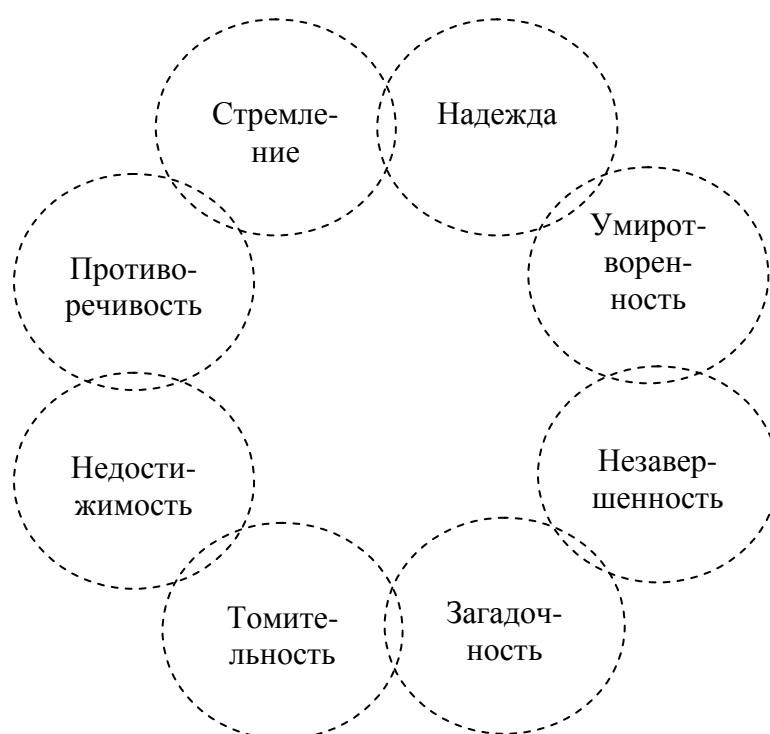 Стремле-
ние
Надежда
Умирот-
ворен-
ность
Незавер-
шенность
Загадоч-
ность
Томите-
льность
Недости-
жимость
Противо-
речивость